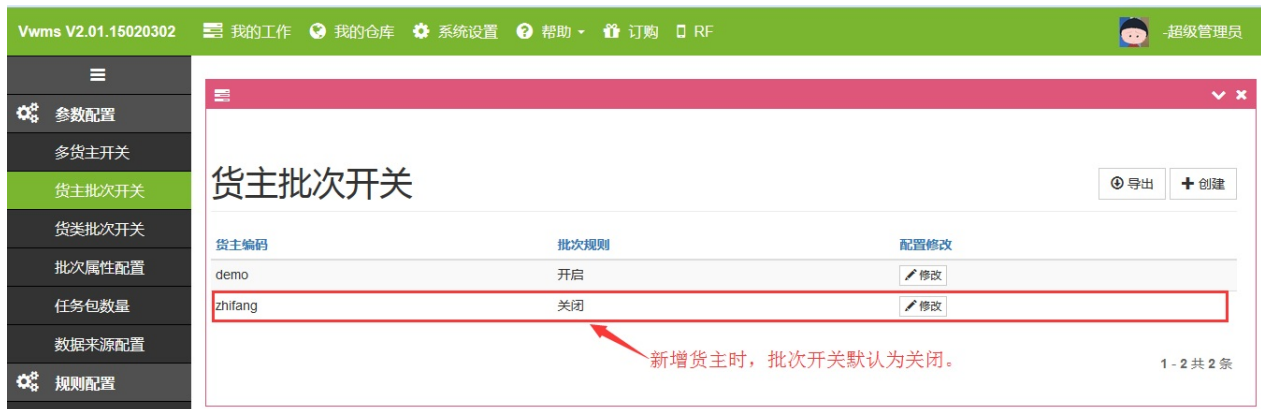 Vwms V2.01.15020302 我的工作 我的仓库 系统设置 帮助 订购 RF -超级管理员
参数配置
多货主开关
货主批次开关
货类批次开关
批次属性配置
任务包数量
数据来源配置
规则配置
货主批次开关
导出 创建
货主编码 批次规则 配置修改
demo 开启 修改
zhifang 关闭 修改
新增货主时，批次开关默认为关闭。
1 - 2 共 2 条